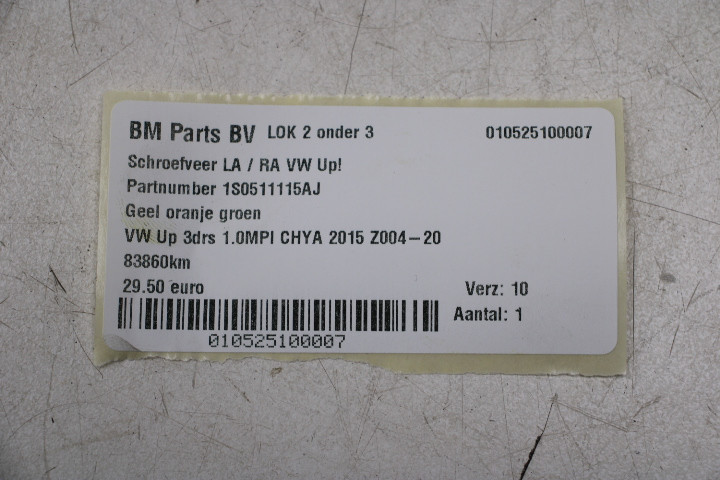 BM Parts BV LOK 2 onder 3 010525100007
Schroefveer LA / RA VW Up!
Partnumber 1S0511115AJ
Geel oranje groen
VW Up 3drs 1.0MPI CHYA 2015 Z004-20
83860km
29.50 euro Verz: 10
Aantal: 1
010525100007